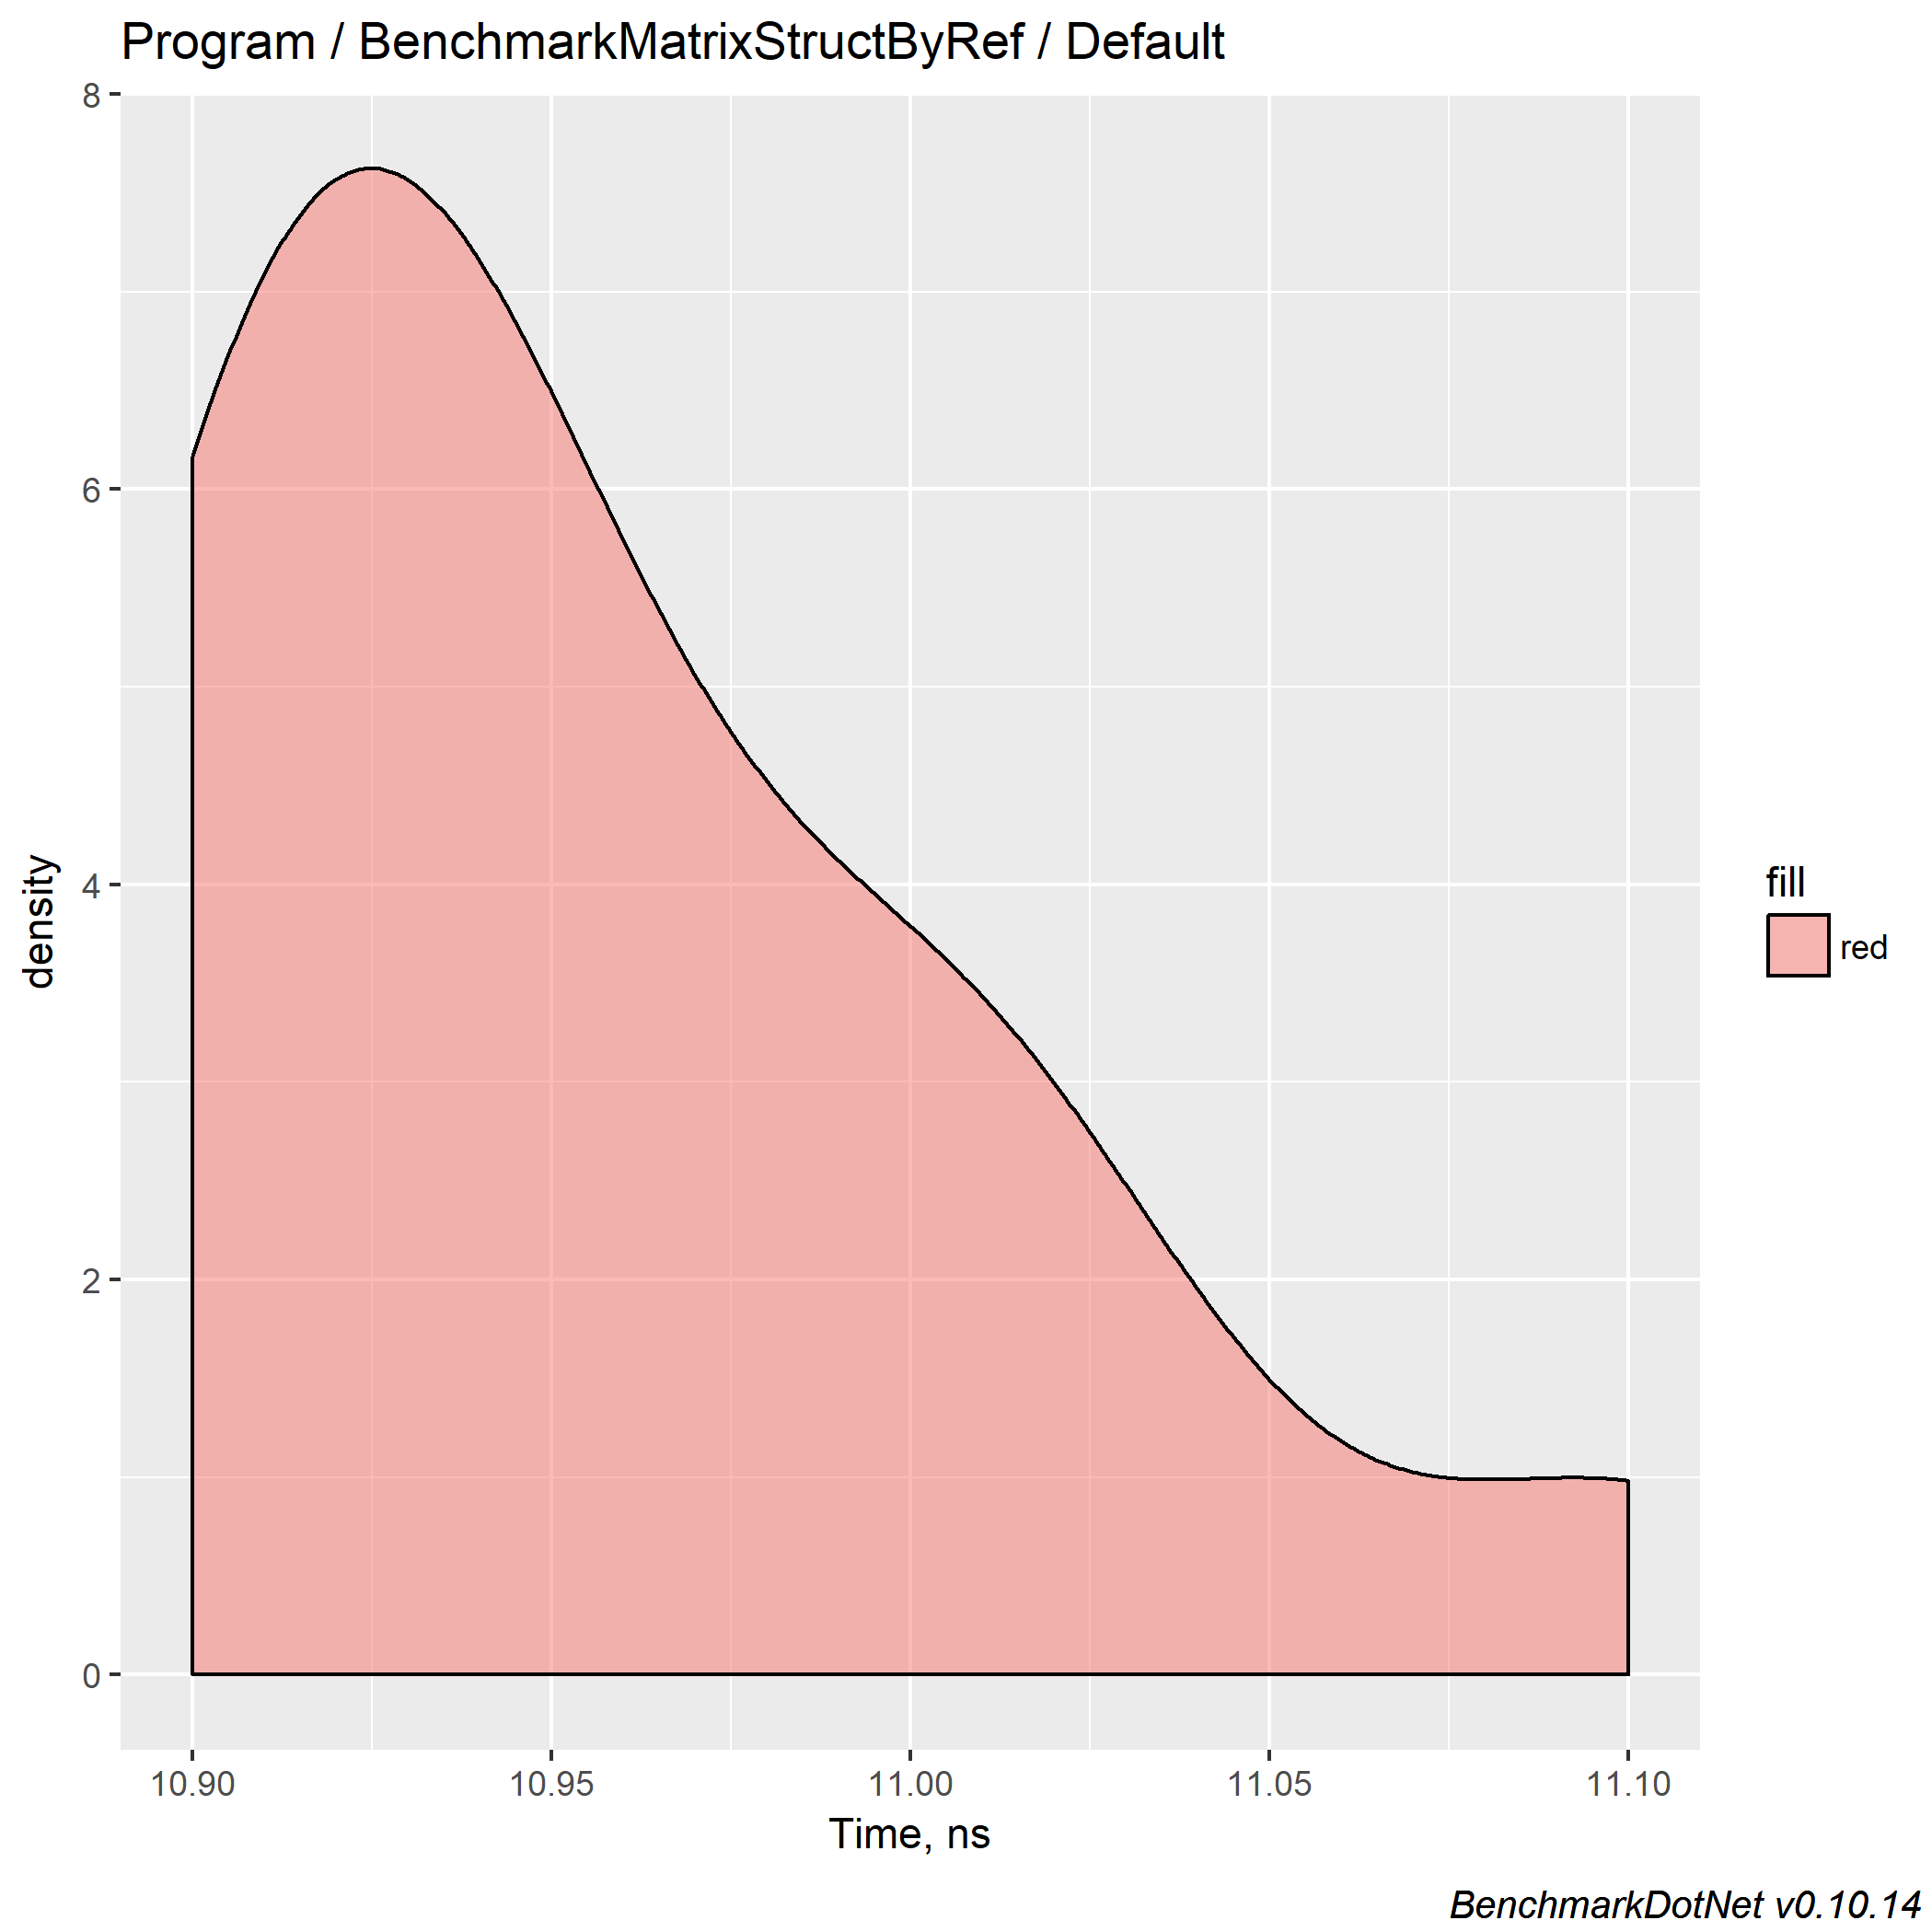 Program / BenchmarkMatrixStructByRef / Default
8
6
4
2
0
density
10.90 10.95 11.00 11.05 11.10
Time, ns
fill
red
BenchmarkDotNet v0.10.14